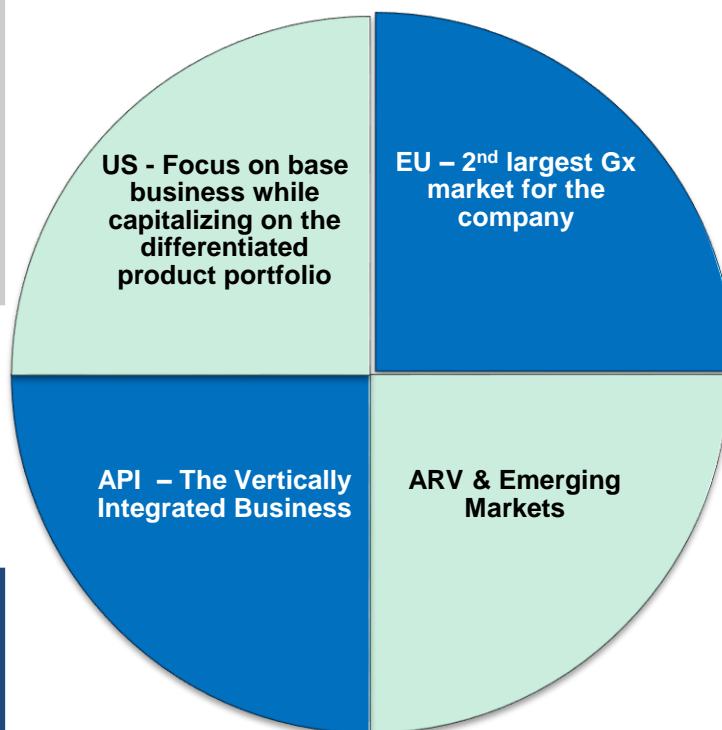 US - Focus on base
business while
capitalizing on the
differentiated
product portfolio
EU – 2nd largest Gx
market for the
company
API – The Vertically
Integrated Business
ARV & Emerging
Markets